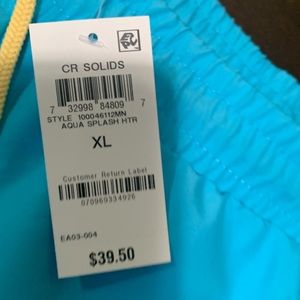 CR SOLIDS
7 32998 84809 7
STYLE 100046112MN
AQUA SPLASH HTR
XL
Customer Return Label
070969334926
EA03-004
$39.50